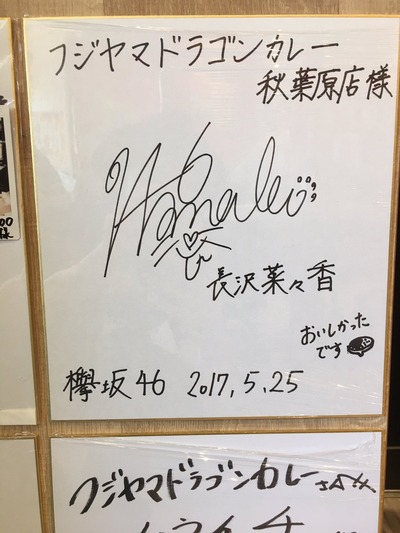 フジヤマドラゴンカレー
秋葉原店様
Hanako
長沢菜々香
おいしかった
です
欅坂46 2017.5.25
フジヤマドラゴンカレーさん江